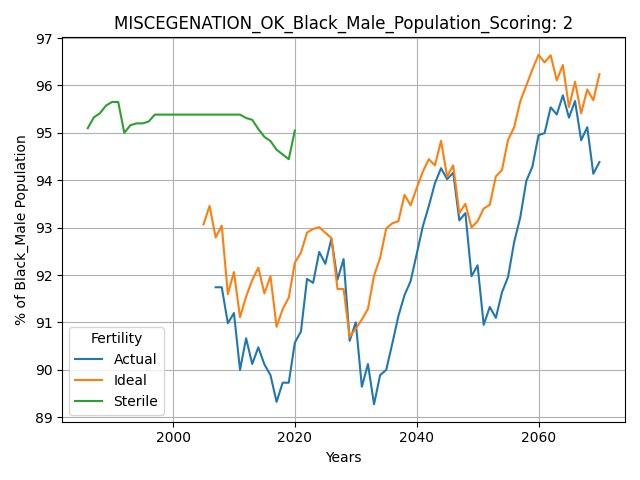 MISCEGENATION_OK_Black_Male_Population_Scoring: 2
% of Black_Male Population
97
96
95
94
93
92
91
90
89
Fertility
Actual
Ideal
Sterile
2000
2020
2040
2060
Years